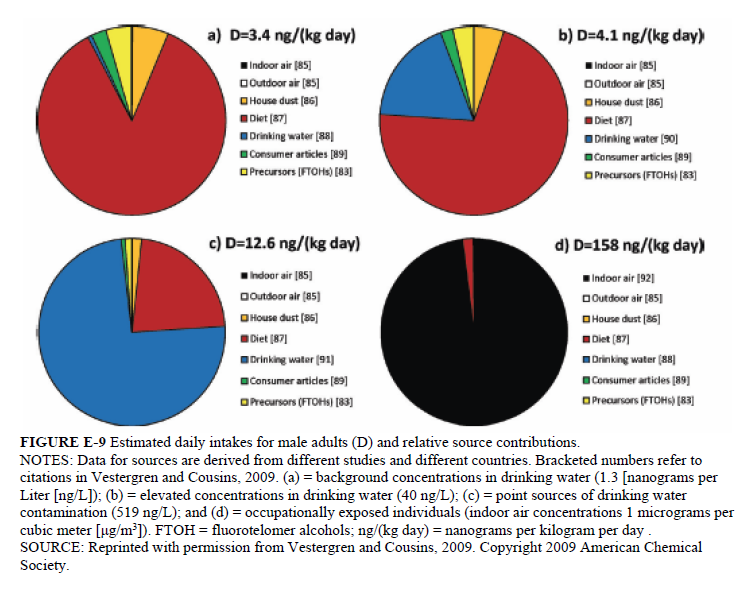 a) D=3.4 ng/(kg day)
Indoor air [85]
Outdoor air [85]
House dust [86]
Diet [87]
Drinking water [88]
Consumer articles [89]
Precursors (FTOHs) [83]
b) D=4.1 ng/(kg day)
Indoor air [85]
Outdoor air [85]
House dust [86]
Diet [87]
Drinking water [90]
Consumer articles [89]
Precursors (FTOHs) [83]
c) D=12.6 ng/(kg day)
Indoor air [85]
Outdoor air [85]
House dust [86]
Diet [87]
Drinking water [91]
Consumer articles [89]
Precursors (FTOHs) [83]
d) D=158 ng/(kg day)
Indoor air [92]
Outdoor air [85]
House dust [86]
Diet [87]
Drinking water [88]
Consumer articles [89]
Precursors (FTOHs) [83]
FIGURE E-9 Estimated daily intakes for male adults (D) and relative source contributions.
NOTES: Data for sources are derived from different studies and different countries. Bracketed numbers refer to
citations in Vestergren and Cousins, 2009. (a) = background concentrations in drinking water (1.3 [nanograms per
Liter [ng/L]); (b) = elevated concentrations in drinking water (40 ng/L); (c) = point sources of drinking water
contamination (519 ng/L); and (d) = occupationally exposed individuals (indoor air concentrations 1 micrograms per
cubic meter [µg/m³]). FTOH = fluorotelomer alcohols; ng/(kg day) = nanograms per kilogram per day .
SOURCE: Reprinted with permission from Vestergren and Cousins, 2009. Copyright 2009 American Chemical
Society.